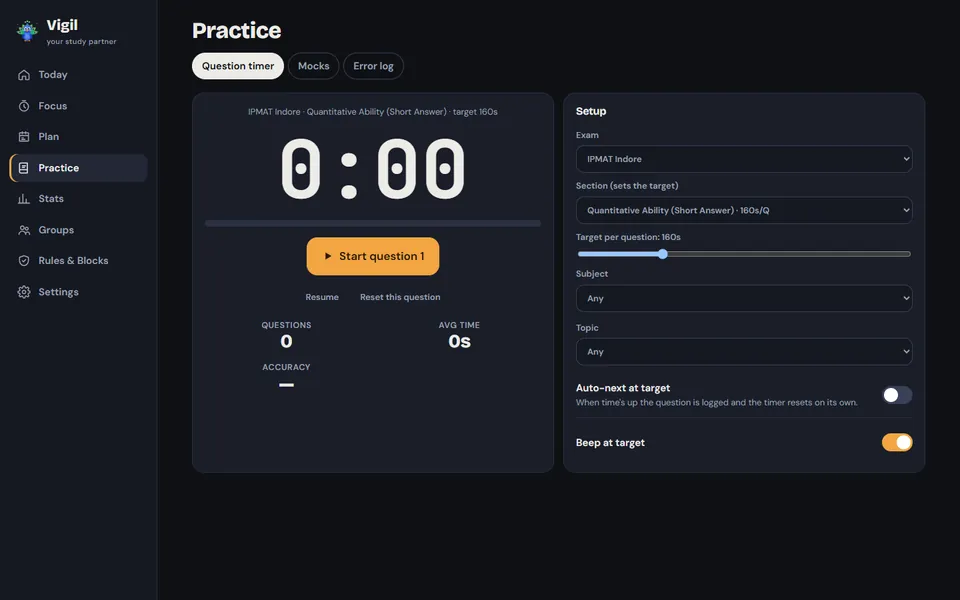 Vigil
your study partner
Today
Focus
Plan
Practice
Stats
Groups
Rules & Blocks
Settings
Practice
Question timer
Mocks
Error log
IPMAT Indore · Quantitative Ability (Short Answer) · target 160s
0:00
Start question 1
Resume
Reset this question
QUESTIONS
0
AVG TIME
0s
ACCURACY
—
Setup
Exam
IPMAT Indore
Section (sets the target)
Quantitative Ability (Short Answer) · 160s/Q
Target per question: 160s
Subject
Any
Topic
Any
Auto-next at target
When time's up the question is logged and the timer resets on its own.
Beep at target